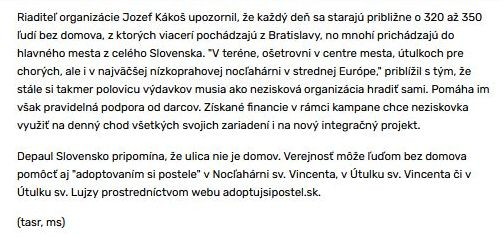 Riaditeľ organizácie Jozef Kákoš upozornil, že každý deň sa starajú približne o 320 až 350
ľudí bez domova, z ktorých viacerí pochádzajú z Bratislavy, no mnohí prichádzajú do
hlavného mesta z celého Slovenska. "V teréne, ošetrovni v centre mesta, útulkoch pre
chorých, ale i v najväčšej nízkoprahovej nocľahárni v strednej Európe," priblížil s tým, že
stále si takmer polovicu výdavkov musia ako nezisková organizácia hradiť sami. Pomáha im
však pravidelná podpora od darcov. Získané financie v rámci kampane chce neziskovka
využiť na denný chod všetkých svojich zariadení i na nový integračný projekt.
Depaul Slovensko pripomína, že ulica nie je domov. Verejnosť môže ľuďom bez domova
pomôcť aj "adoptovaním si postele" v Nocľahárni sv. Vincenta, v Útulku sv. Vincenta či v
Útulku sv. Lujzy prostredníctvom webu adoptujsipostel.sk.
(tasr, ms)